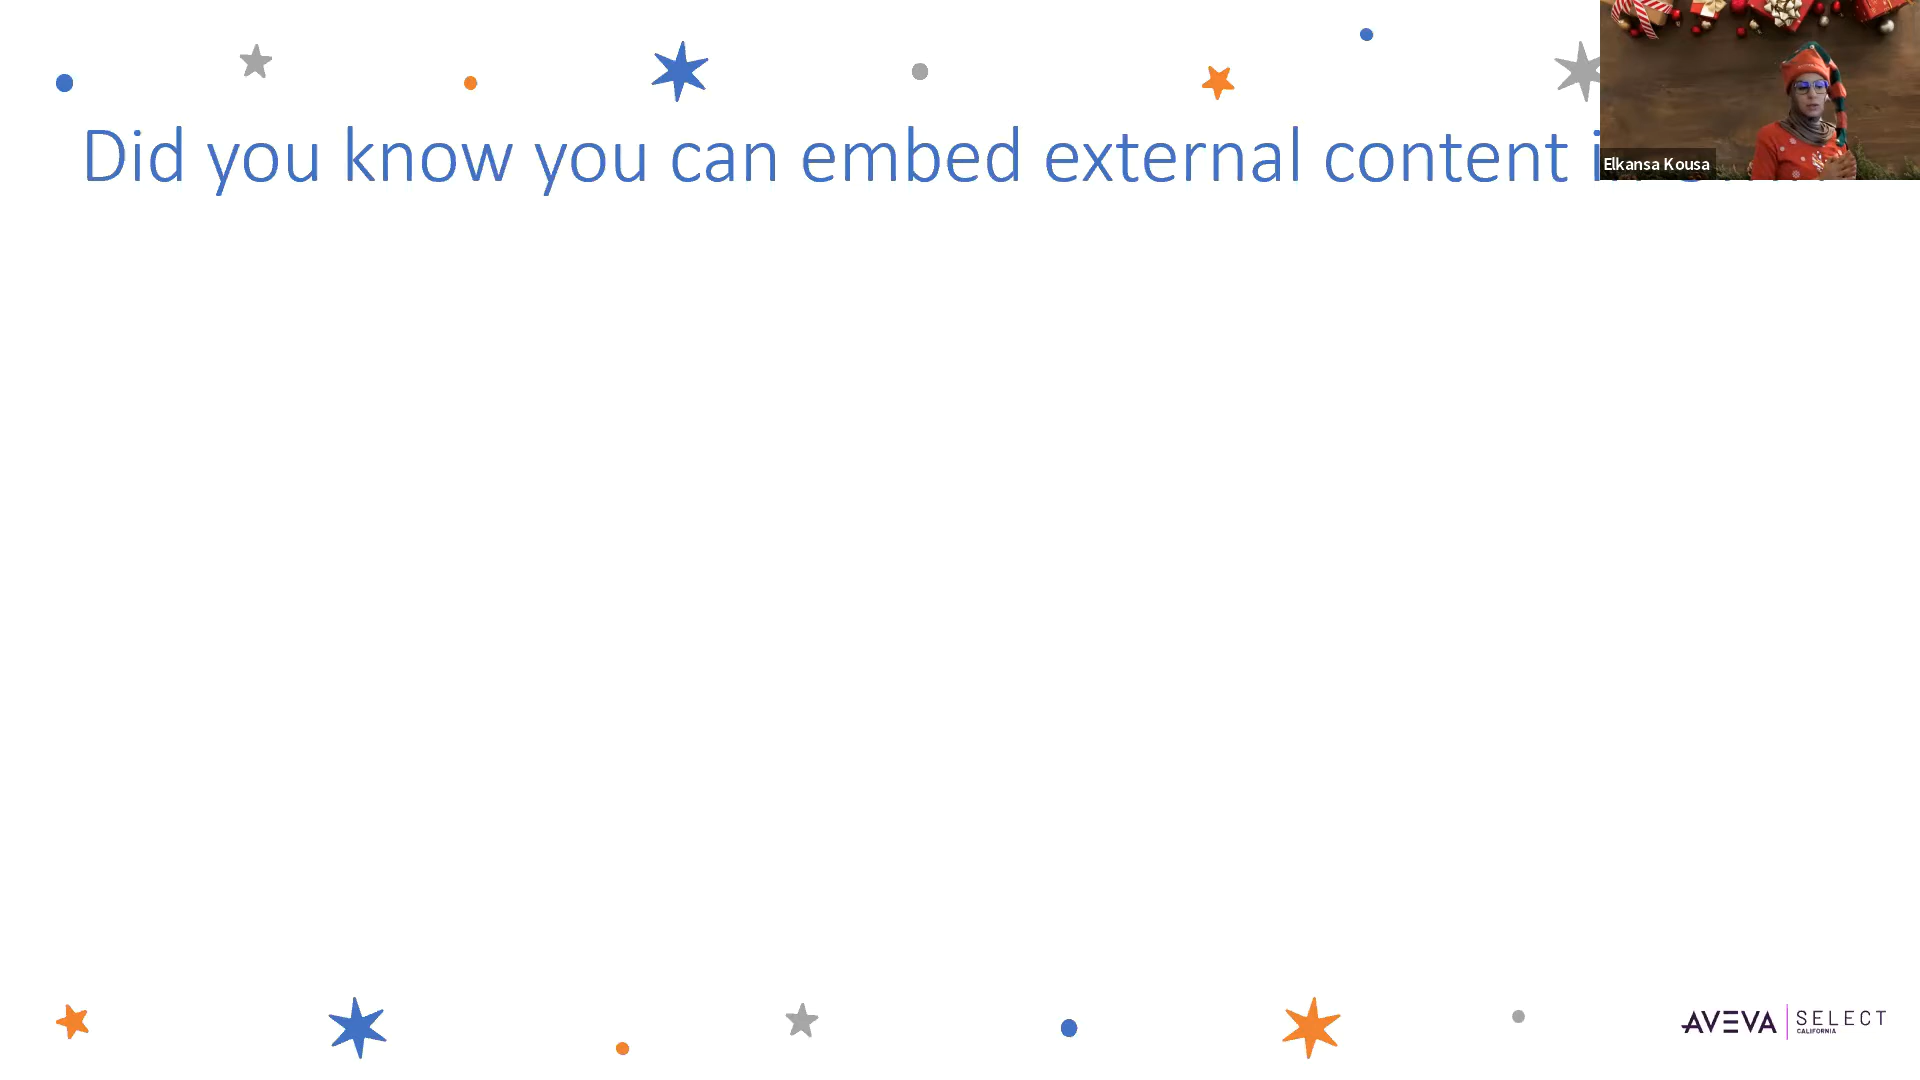 Did you know you can embed external content
Elkansa Kousa
AVEVA SELECT
CALIFORNIA